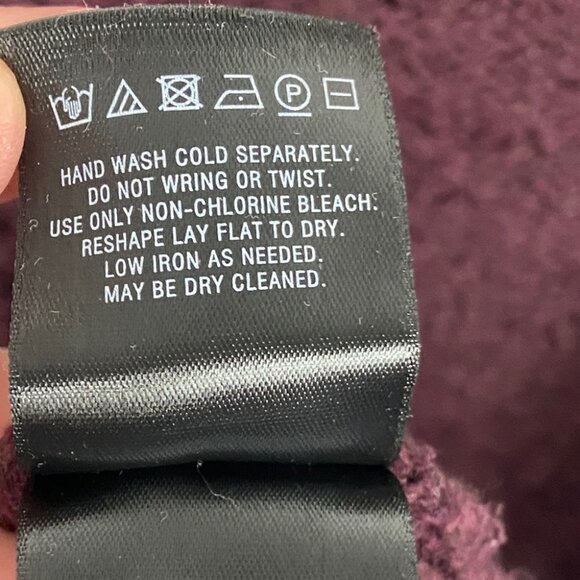 P
HAND WASH COLD SEPARATELY.
DO NOT WRING OR TWIST.
USE ONLY NON-CHLORINE BLEACH.
RESHAPE LAY FLAT TO DRY.
LOW IRON AS NEEDED.
MAY BE DRY CLEANED.